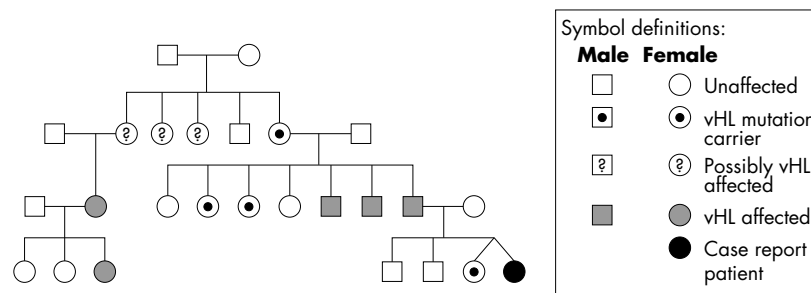 Symbol definitions:
Male Female
Unaffected
vHL mutation
carrier
? ? Possibly vHL
affected
vHL affected
Case report
patient
? ? ?